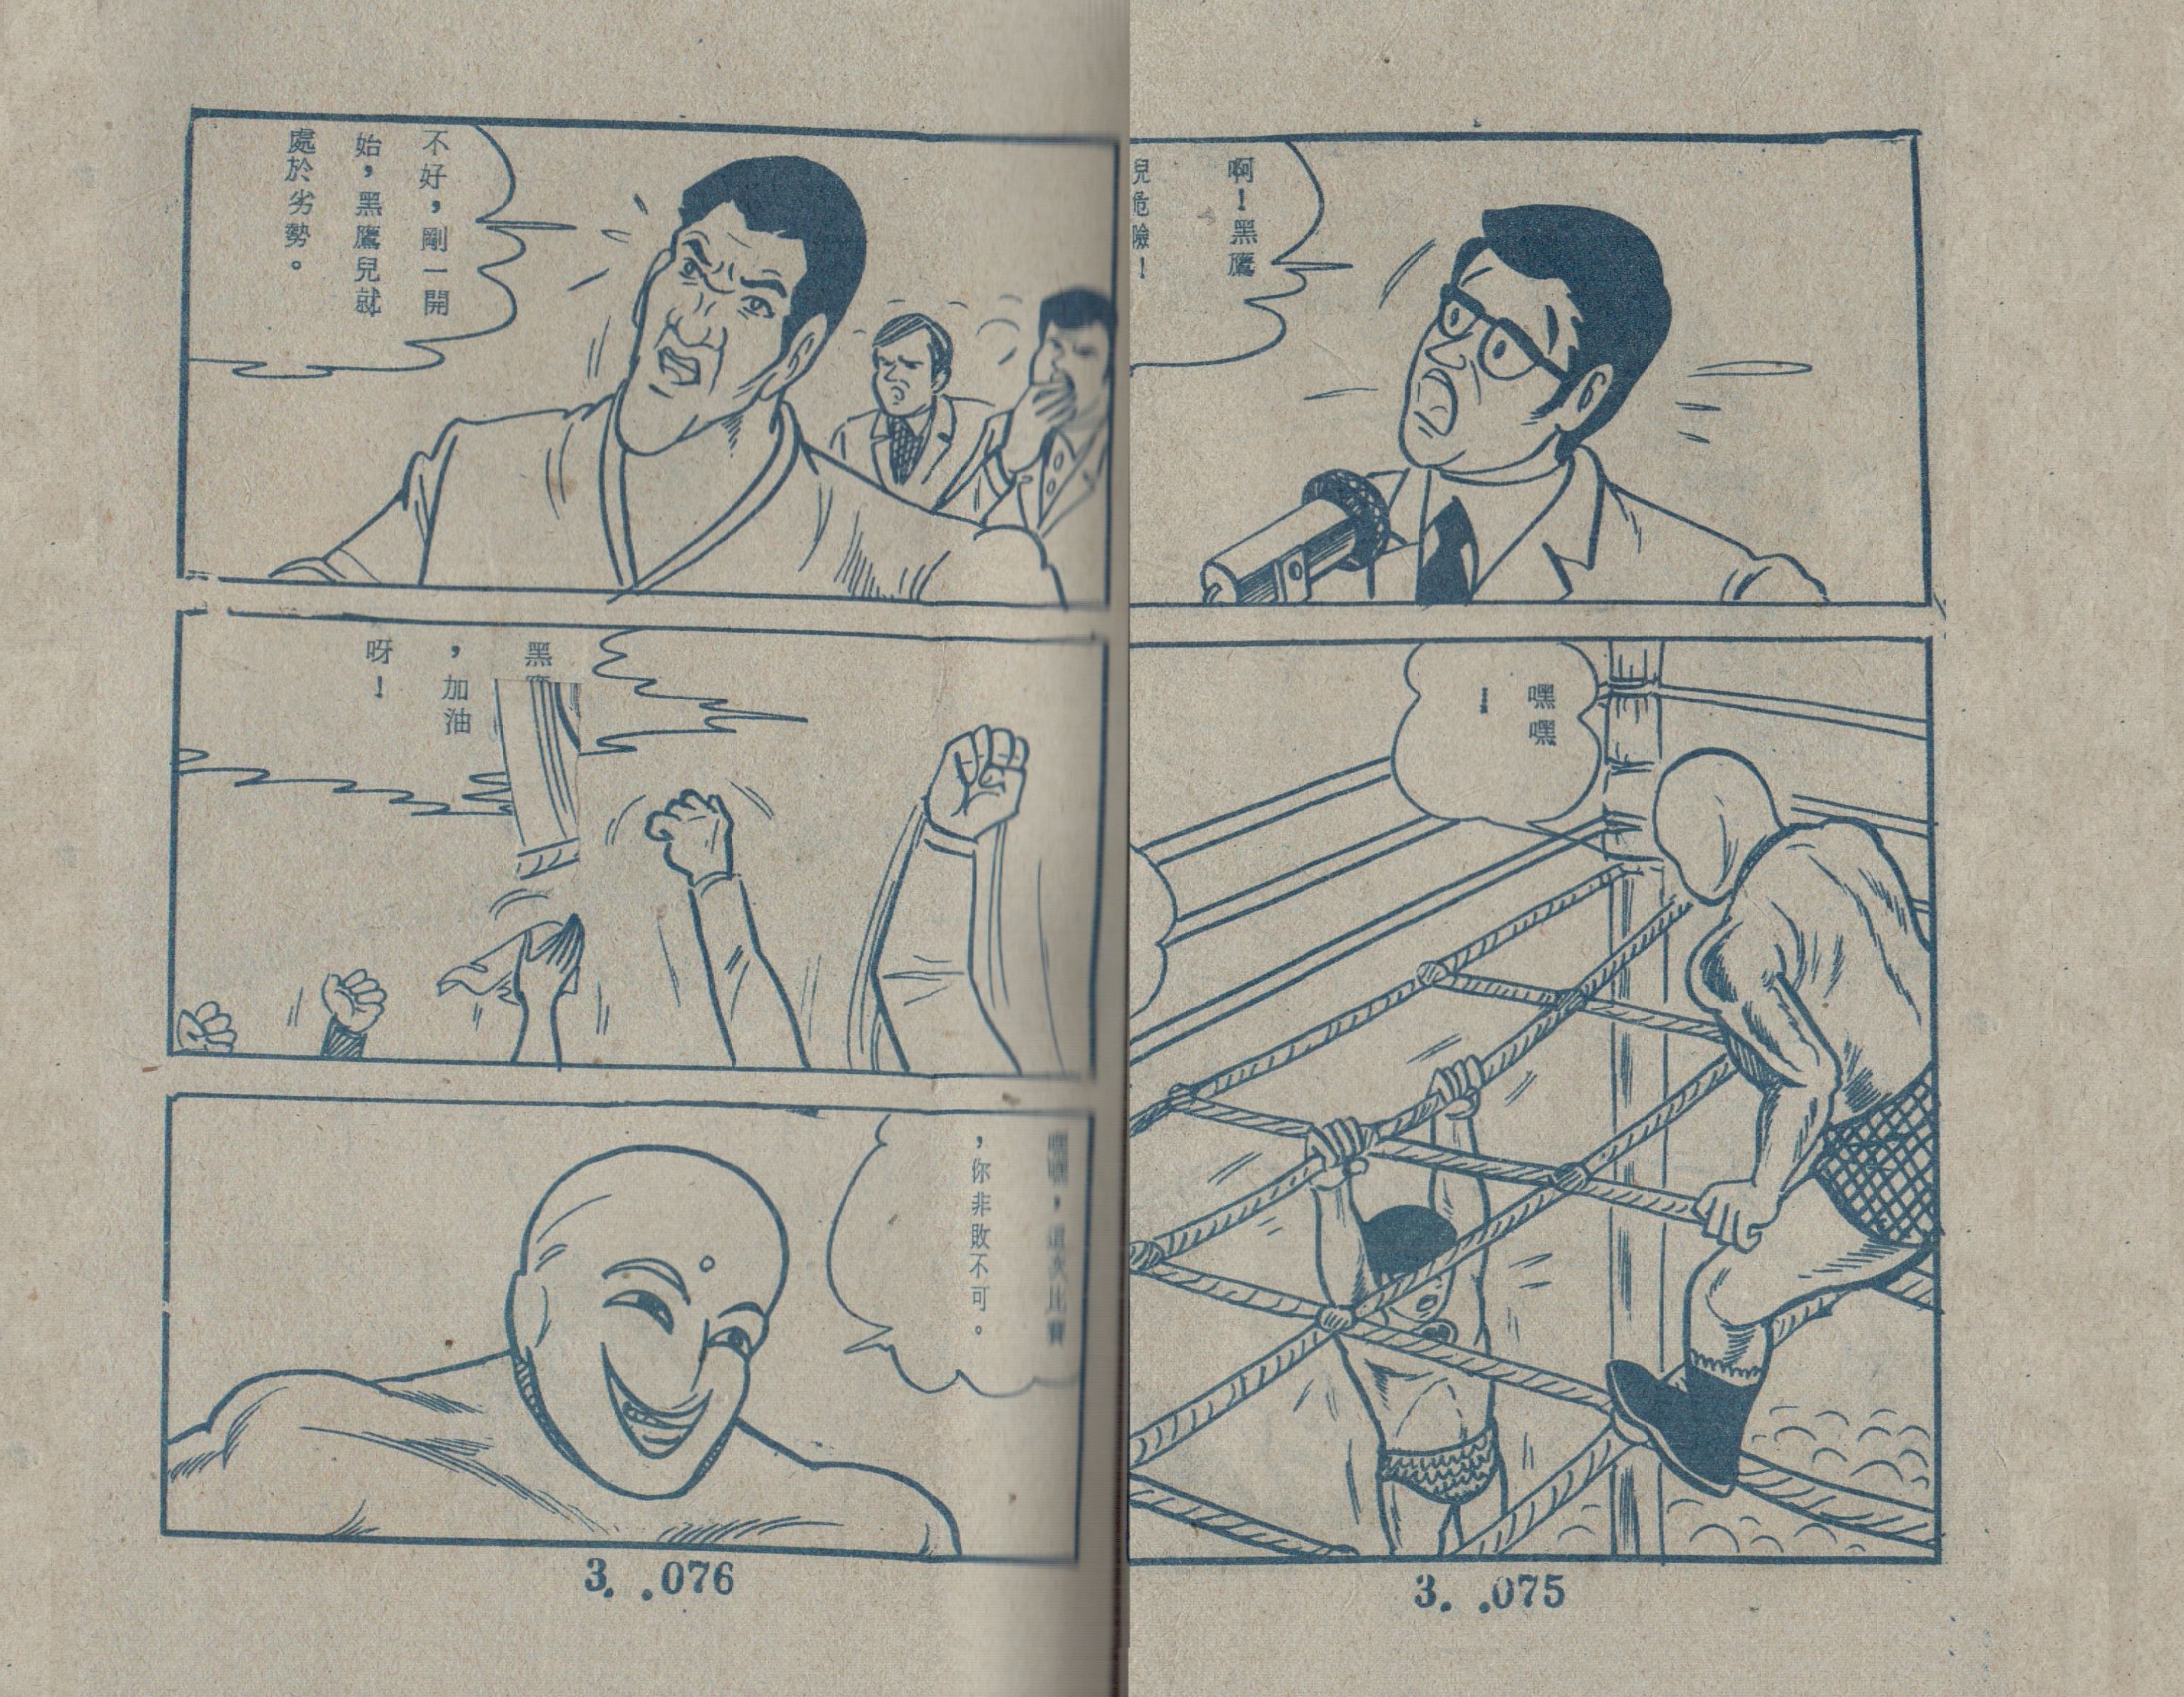 啊！黑鷹
兒危險！
嘿嘿
！
3. .075
不好，剛一開
始，黑鷹兒就
處於劣勢。
黑
，加油
呀！
嘿嘿，這次比賽
，你非敗不可。
3. .076